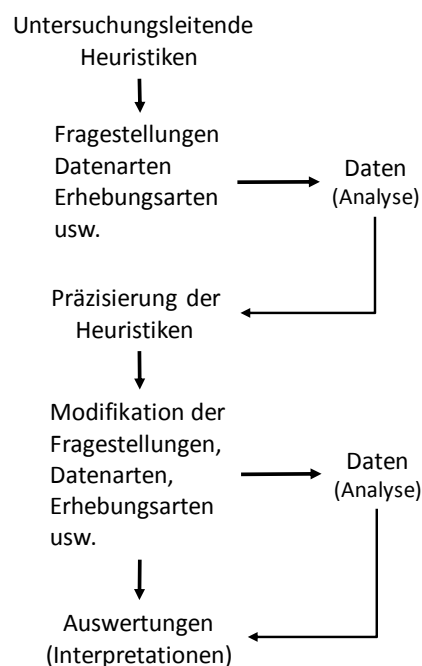 Untersuchungsleitende
Heuristiken
Fragestellungen
Datenarten
Erhebungsarten
usw.
Daten
(Analyse)
Präzisierung der
Heuristiken
Modifikation der
Fragestellungen,
Datenarten,
Erhebungsarten
usw.
Daten
(Analyse)
Auswertungen
(Interpretationen)